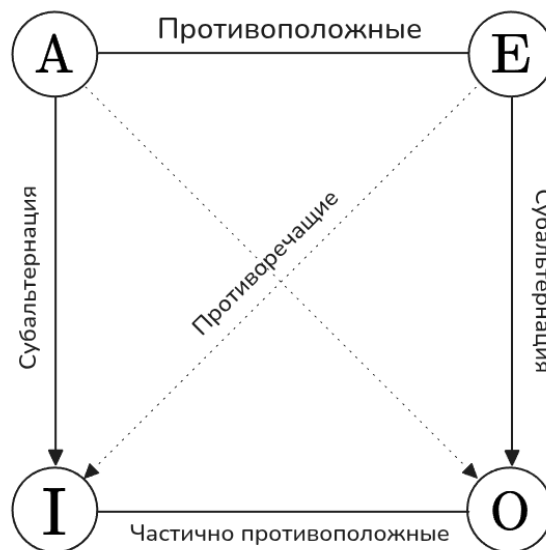 Противоположные
A
E
Субальтернация
Противоречащие
Субальтернация
I
O
Частично противоположные